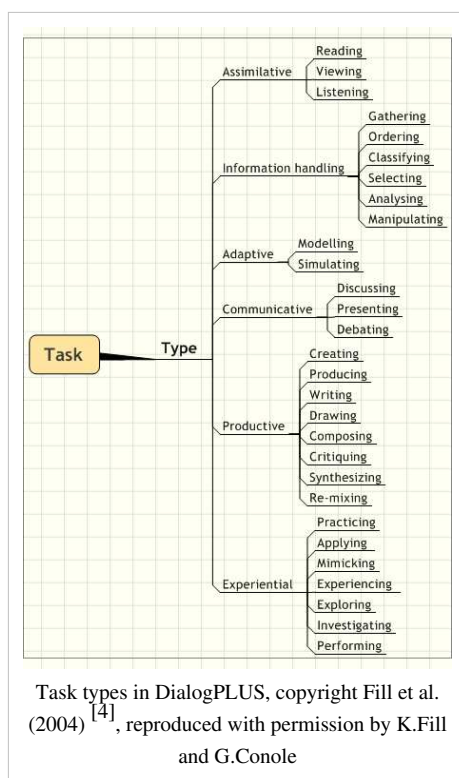 Reading
Assimilative
Viewing
Listening
Gathering
Ordering
Classifying
Information handling
Selecting
Analysing
Manipulating
Modelling
Adaptive
Simulating
Discussing
Communicative
Presenting
Debating
Task
Type
Creating
Producing
Writing
Drawing
Productive
Composing
Critiquing
Synthesizing
Re-mixing
Practicing
Applying
Mimicking
Experiential
Experiencing
Exploring
Investigating
Performing
Task types in DialogPLUS, copyright Fill et al.
(2004) [4], reproduced with permission by K.Fill
and G.Conole